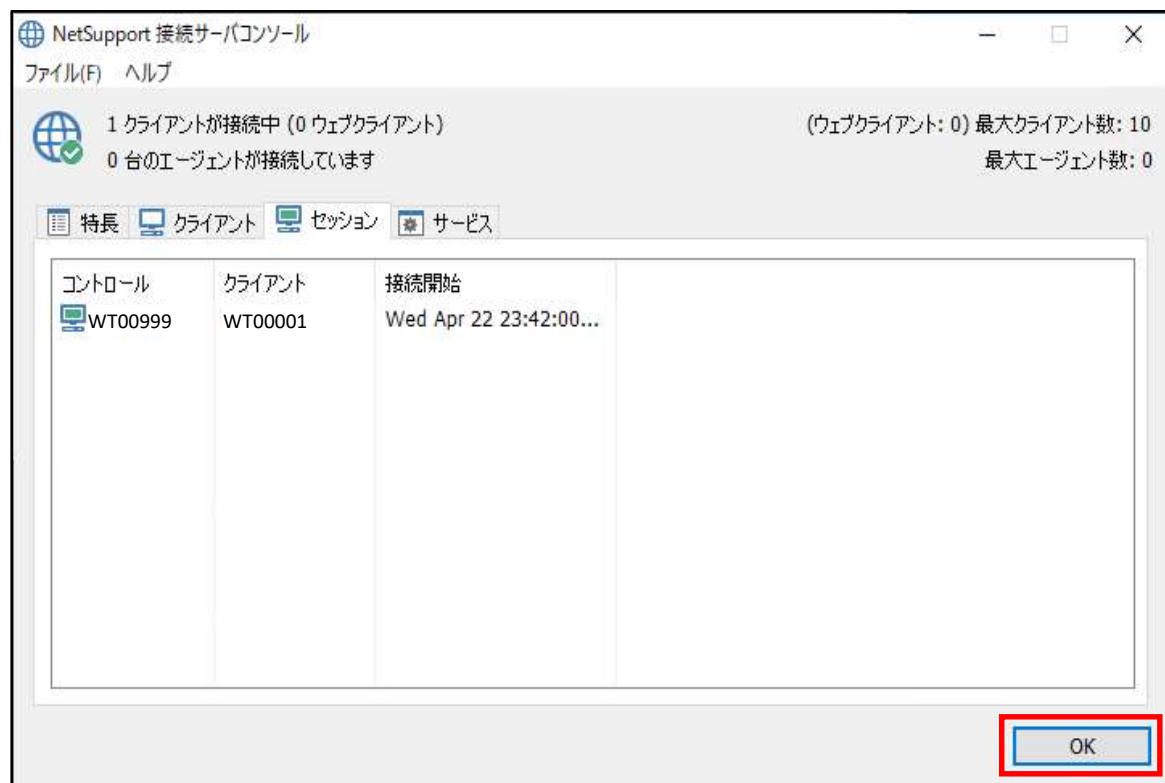 NetSupport 接続サーバコンソール
ファイル(F) ヘルプ
1 クライアントが接続中 (0 ウェブクライアント) (ウェブクライアント: 0) 最大クライアント数: 10
0 台のエージェントが接続しています 最大エージェント数: 0
特長 クライアント セッション サービス
コントロール クライアント 接続開始
WT00999 WT00001 Wed Apr 22 23:42:00...
OK